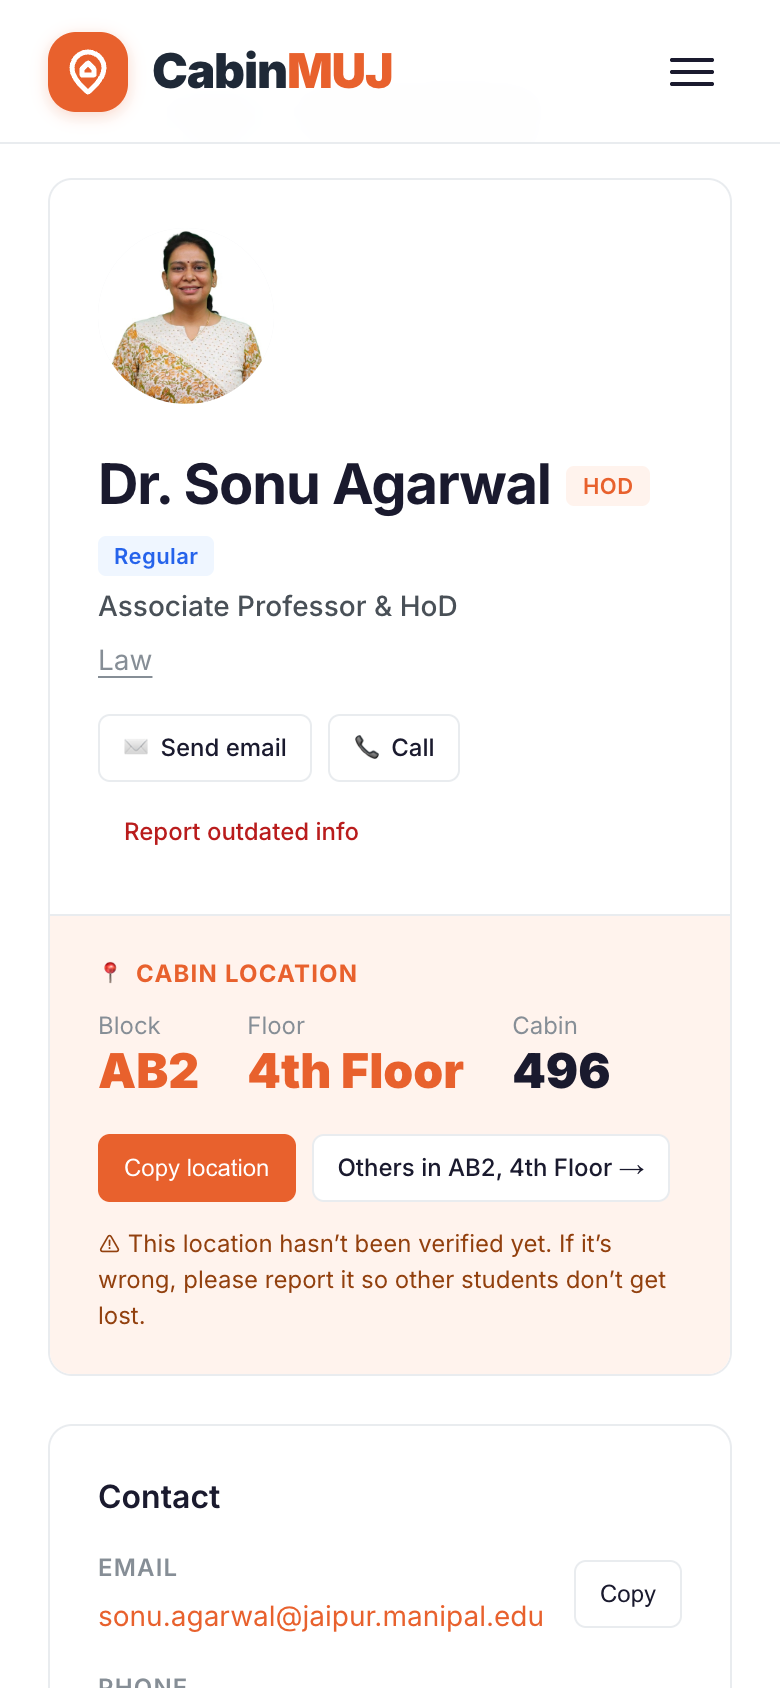 CabinMUJ
Dr. Sonu Agarwal HOD
Regular
Associate Professor & HoD
Law
Send email Call
Report outdated info
CABIN LOCATION
Block Floor Cabin
AB2 4th Floor 496
Copy location Others in AB2, 4th Floor →
⚠ This location hasn’t been verified yet. If it’s
wrong, please report it so other students don’t get
lost.
Contact
EMAIL
Copy
sonu.agarwal@jaipur.manipal.edu
PHONE